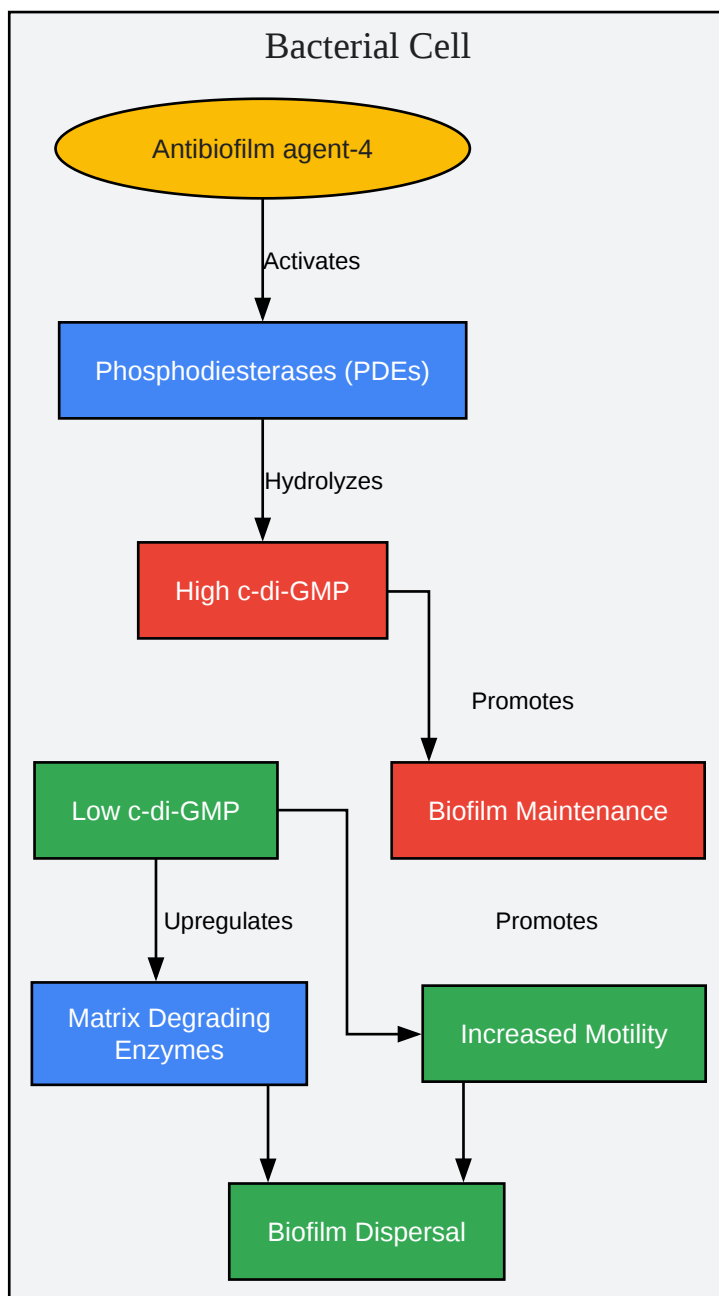 Bacterial Cell
Antibiofilm agent-4
Activates
Phosphodiesterases (PDEs)
Hydrolyzes
High c-di-GMP
Promotes
Low c-di-GMP
Biofilm Maintenance
Upregulates
Promotes
Matrix Degrading
Enzymes
Increased Motility
Biofilm Dispersal